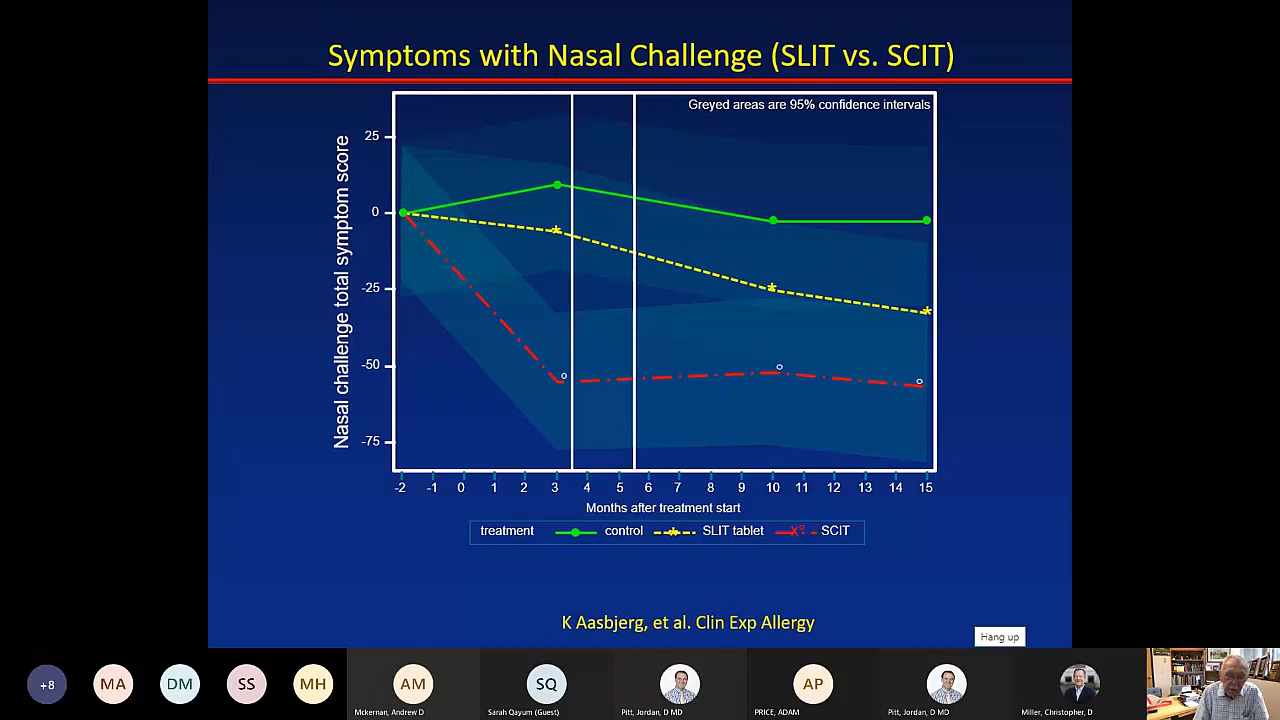 Symptoms with Nasal Challenge (SLIT vs. SCIT)
Greyed areas are 95% confidence intervals
Nasal challenge total symptom score
25
0
-25
-50
-75
-2 -1 0 1 2 3 4 5 6 7 8 9 10 11 12 13 14 15
Months after treatment start
treatment control SLIT tablet SCIT
K Aasbjerg, et al. Clin Exp Allergy
Hang up
+8 MA DM SS MH AM SQ AP
Mckernan, Andrew D Sarah Qayum (Guest) Pitt, Jordan, D MD PRICE, ADAM Pitt, Jordan, D MD Miller, Christopher, D